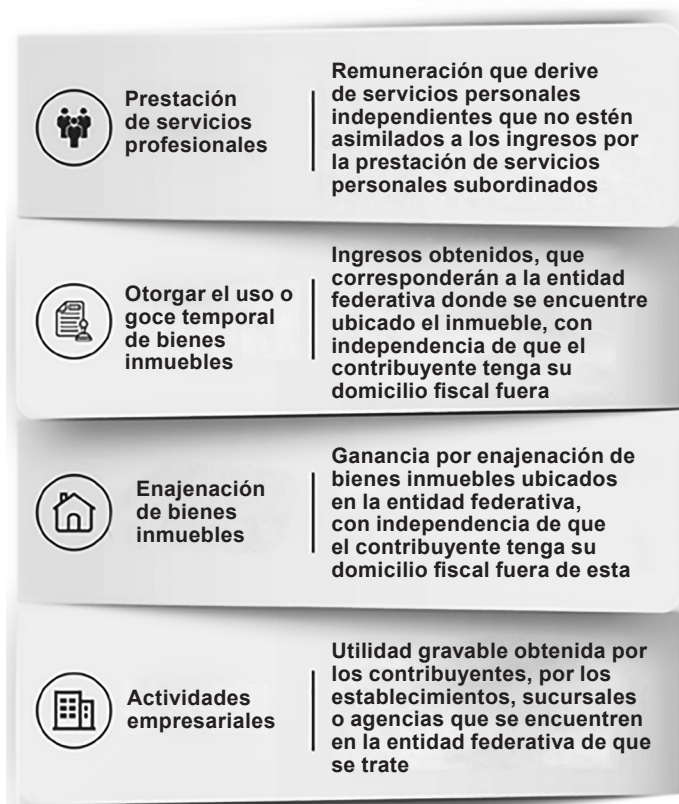 Prestación
de servicios
profesionales
Remuneración que derive
de servicios personales
independientes que no estén
asimilados a los ingresos por
la prestación de servicios
personales subordinados
Otorgar el uso o
goce temporal
de bienes
inmuebles
Ingresos obtenidos, que
corresponderán a la entidad
federativa donde se encuentre
ubicado el inmueble, con
independencia de que el
contribuyente tenga su
domicilio fiscal fuera
Enajenación
de bienes
inmuebles
Ganancia por enajenación de
bienes inmuebles ubicados
en la entidad federativa,
con independencia de que
el contribuyente tenga su
domicilio fiscal fuera de esta
Actividades
empresariales
Utilidad gravable obtenida por
los contribuyentes, por los
establecimientos, sucursales
o agencias que se encuentren
en la entidad federativa de que
se trate